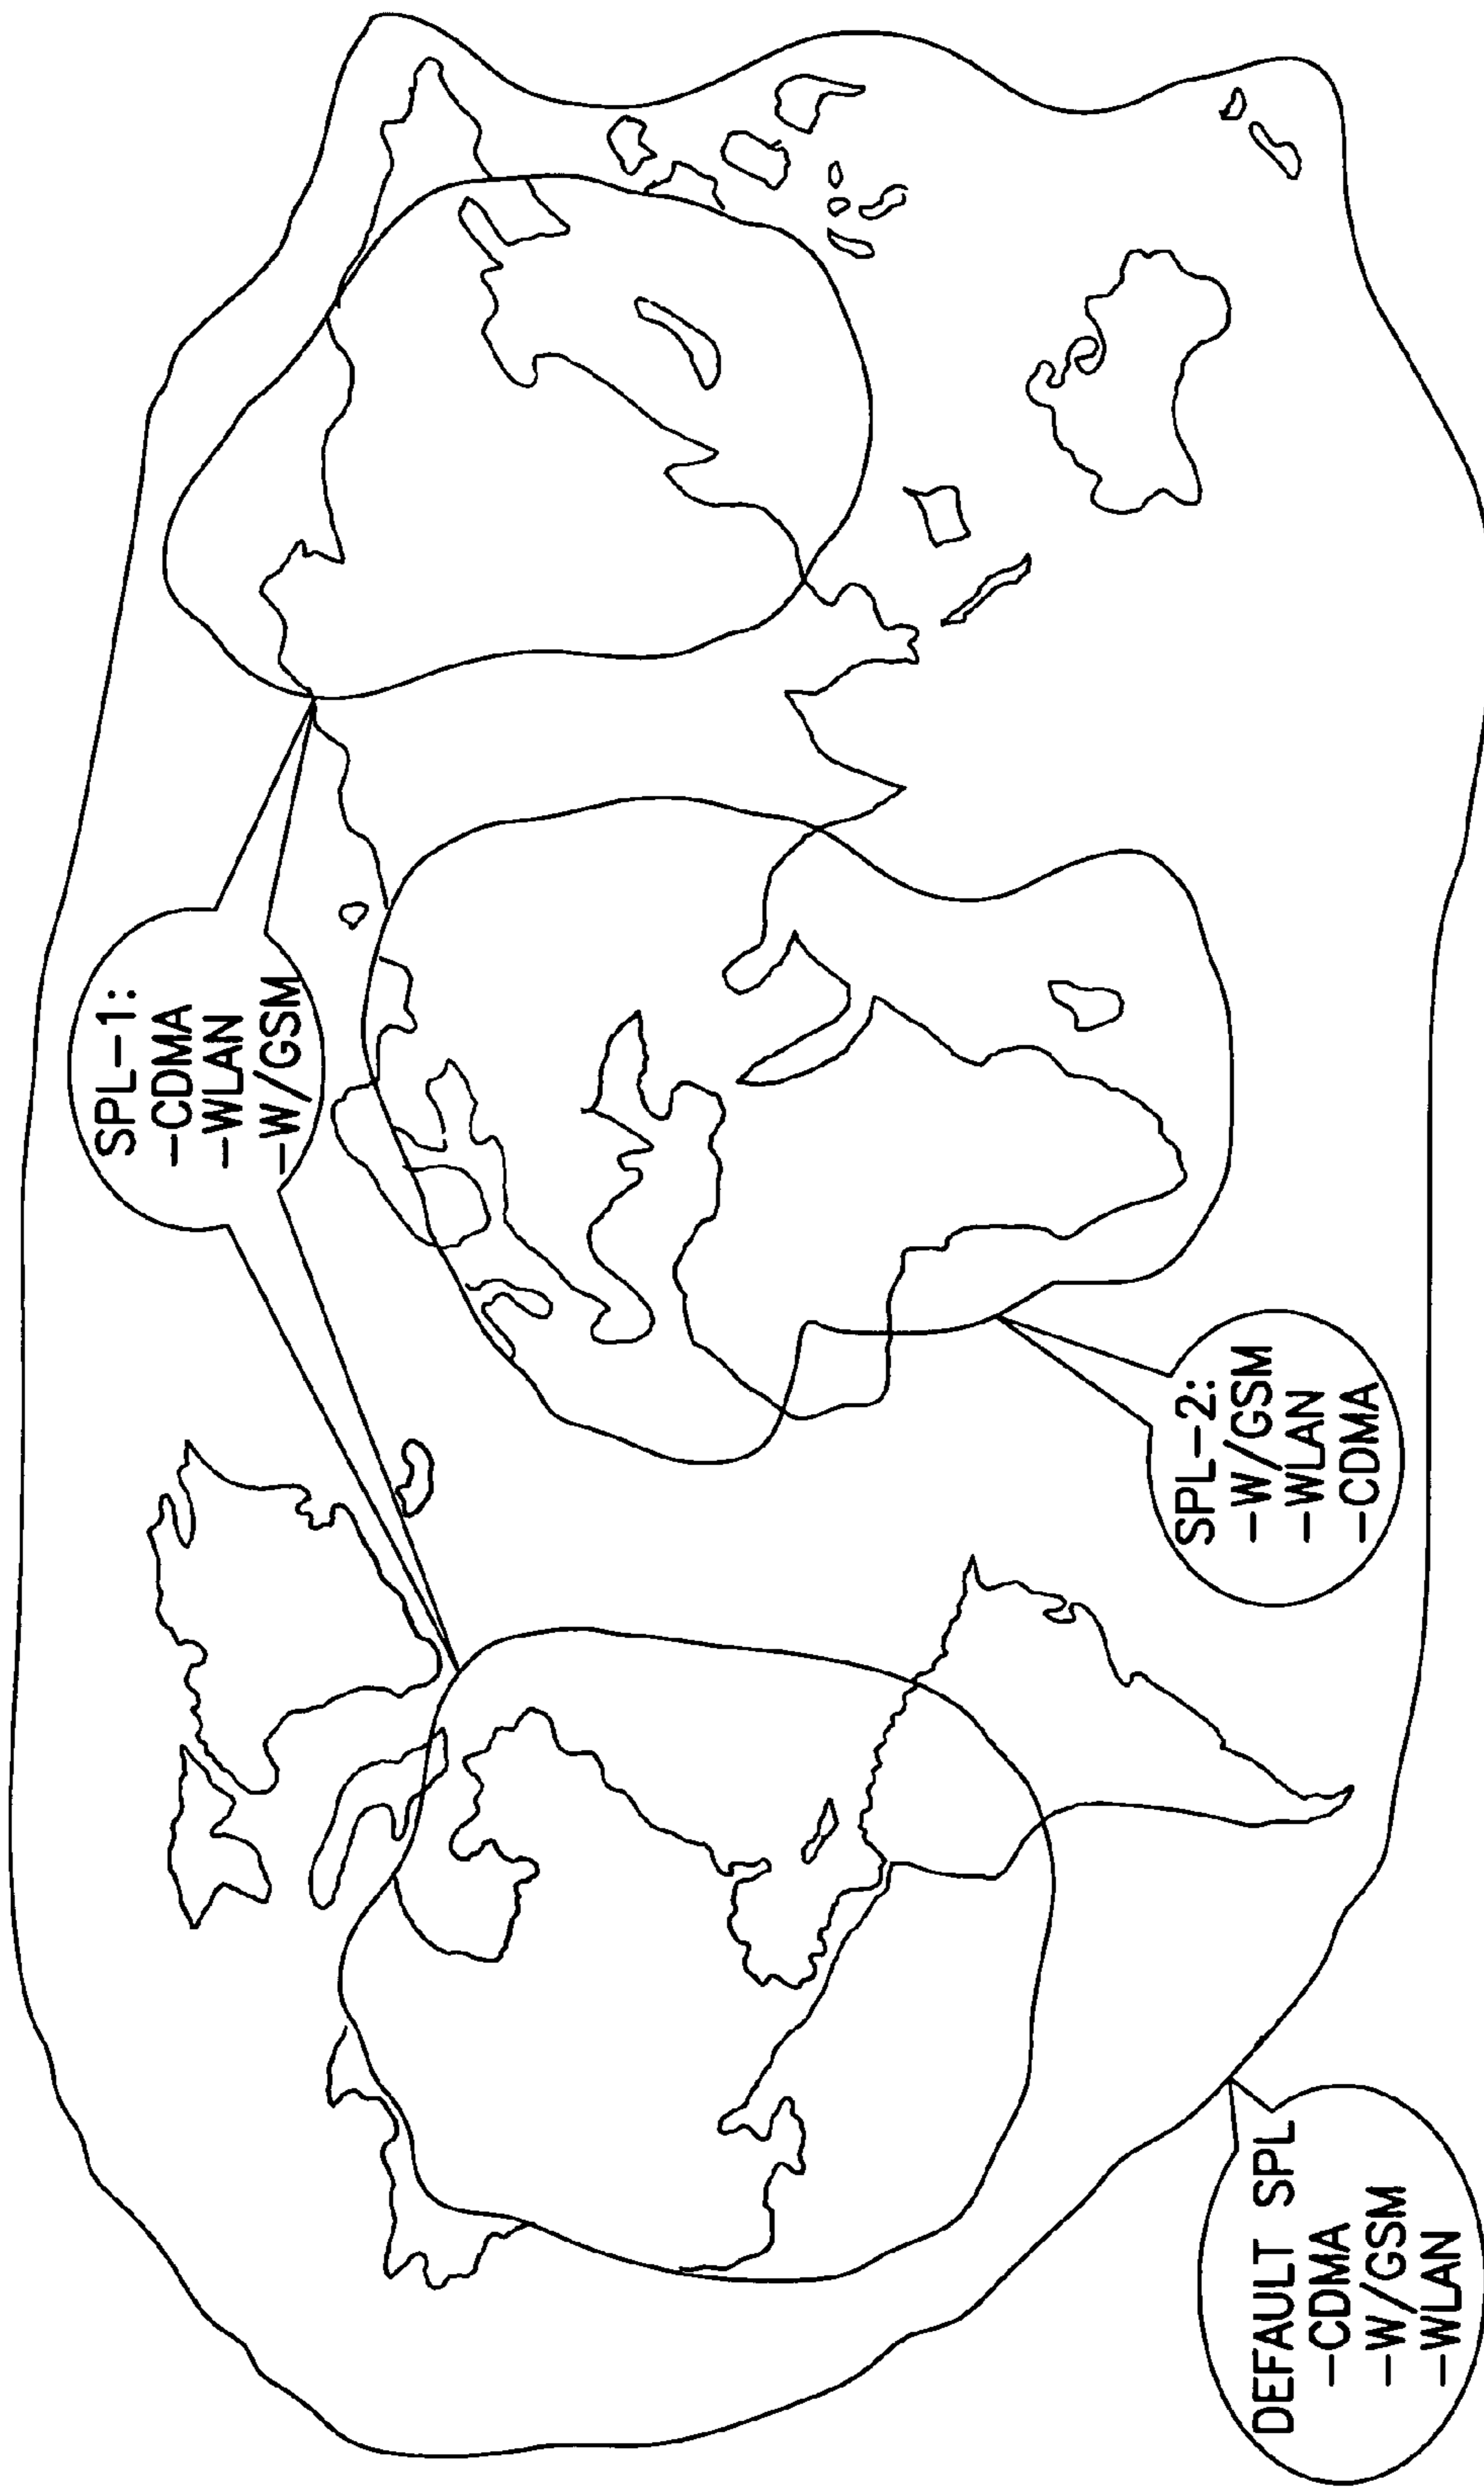 SPL-1:
-CDMA
-WLAN
-W/GSM
SPL-2:
-W/GSM
-WLAN
-CDMA
DEFAULT SPL
-CDMA
-W/GSM
-WLAN